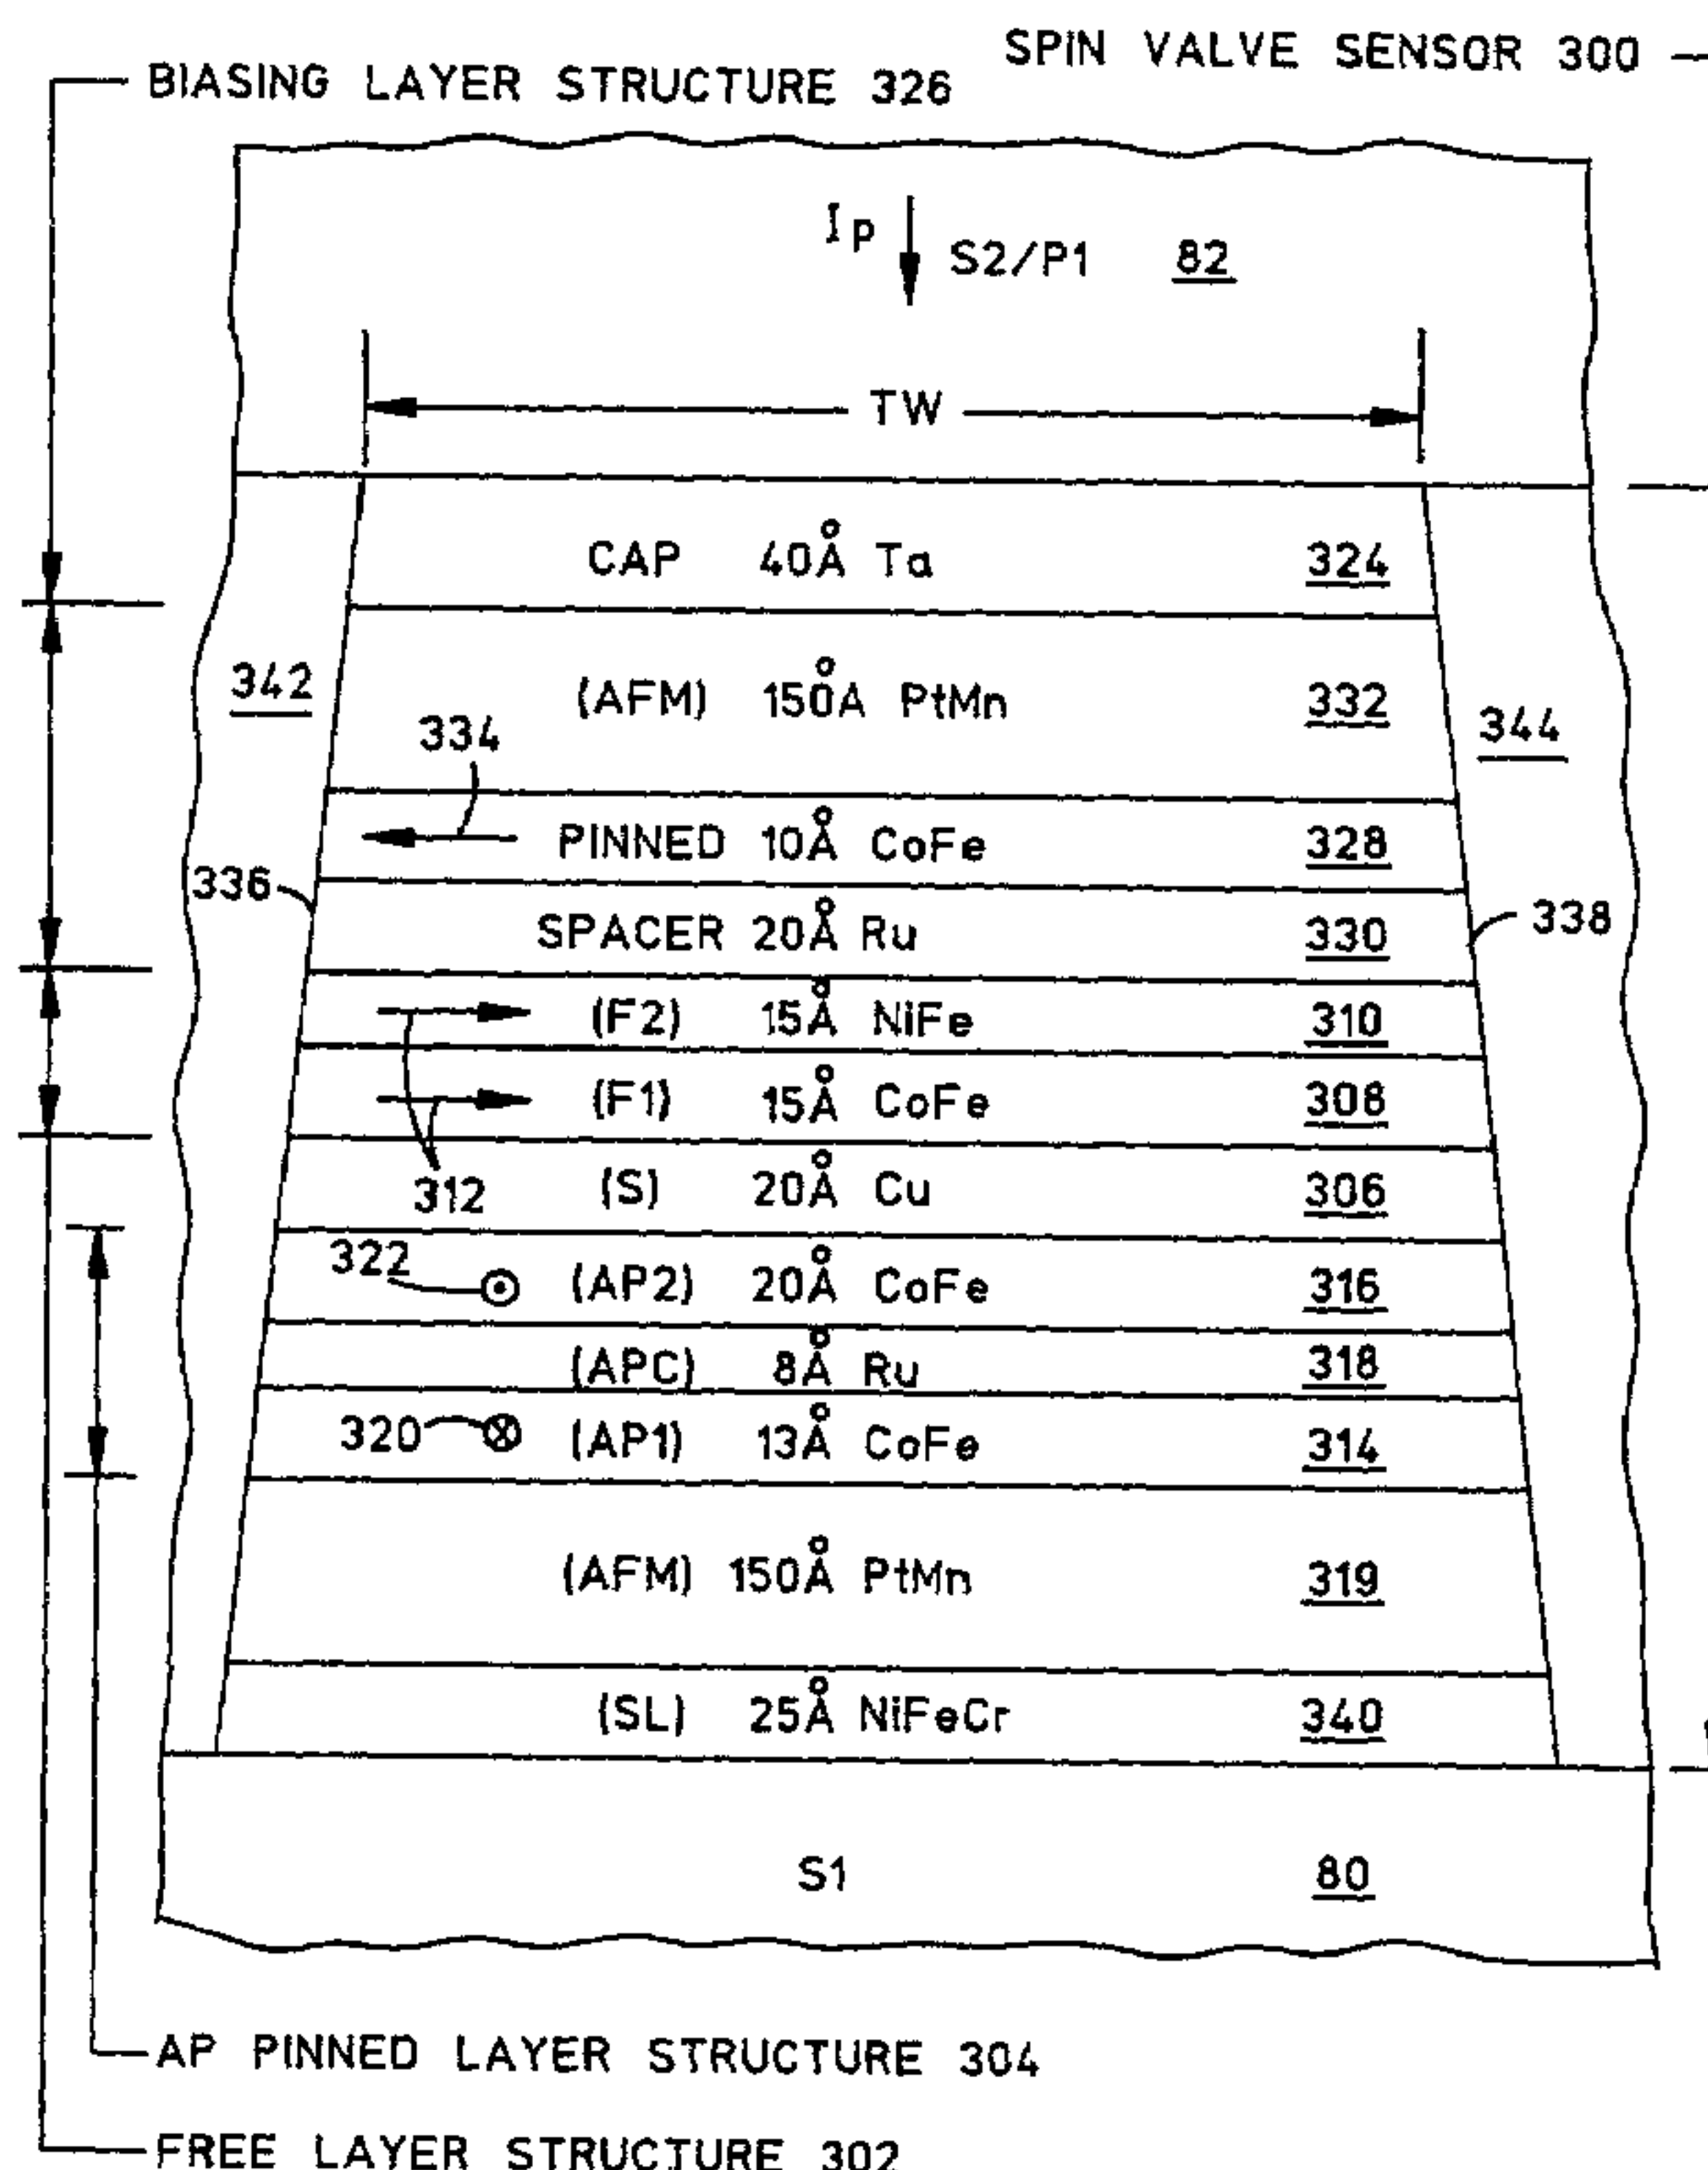 SPIN VALVE SENSOR 300
BIASING LAYER STRUCTURE 326
Ip S2/P1 82
TW
CAP 40Å Ta 324
342
(AFM) 150Å PtMn 332
344
334
PINNED 10Å CoFe 328
336
SPACER 20Å Ru 330
338
(F2) 15Å NiFe 310
(F1) 15Å CoFe 308
312
(S) 20Å Cu 306
322
(AP2) 20Å CoFe 316
(APC) 8Å Ru 318
320
(AP1) 13Å CoFe 314
(AFM) 150Å PtMn 319
(SL) 25Å NiFeCr 340
S1 80
AP PINNED LAYER STRUCTURE 304
FREE LAYER STRUCTURE 302